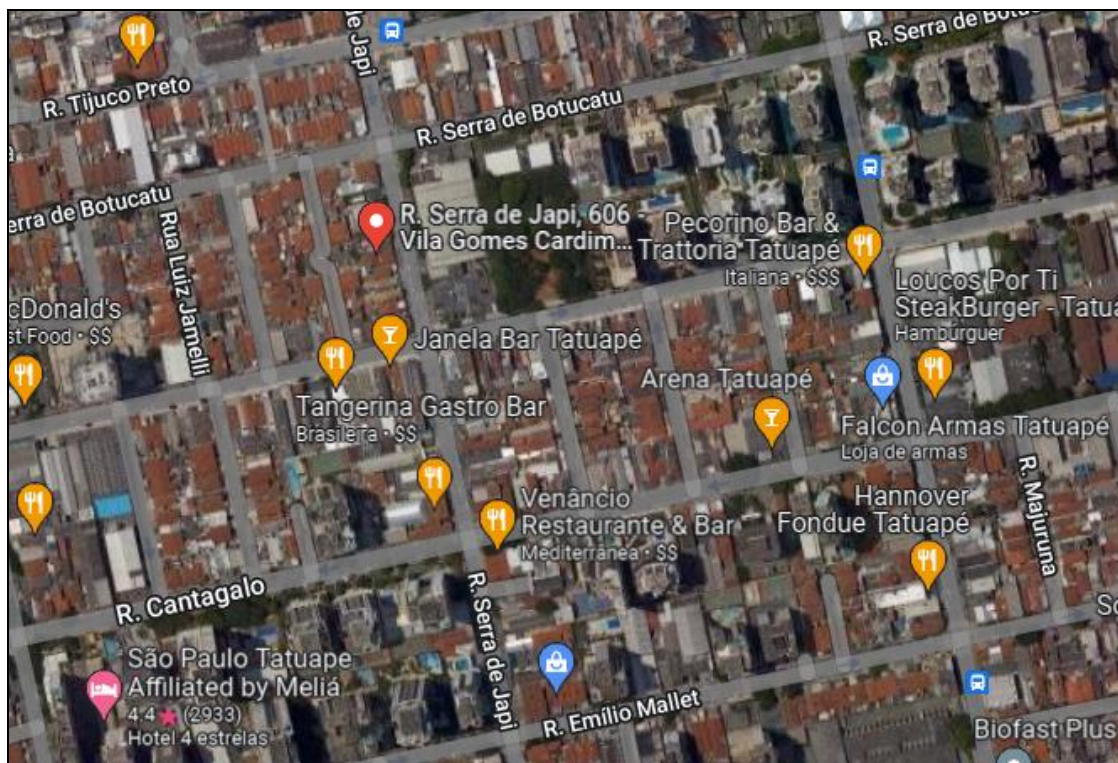 de Japi
R. Serra de Botucatu
R. Tijuco Preto
R. Serra de Botucatu
Serra de Botucatu
R. Serra de Japi, 606 -
Vila Gomes Cardim...
Pecorino Bar &
Trattoria Tatuapé
Italiana • $$$
Rua Luiz Jamelli
cDonald's
st Food • $$
Loucos Por Ti
SteakBurger - Tatua
Hambúrguer
Janela Bar Tatuapé
Arena Tatuapé
Tangerina Gastro Bar
Brasileira • $$
Falcon Armas Tatuapé
Loja de armas
Venâncio
Restaurante & Bar
Mediterrânea • $$
Hannover
Fondue Tatuapé
R. Majuruna
R. Cantagalo
R. Serra de Japi
São Paulo Tatuape
Affiliated by Meliá
4,4 ★ (2933)
Hotel 4 estrelas
R. Emílio Mallet
Biofast Plus